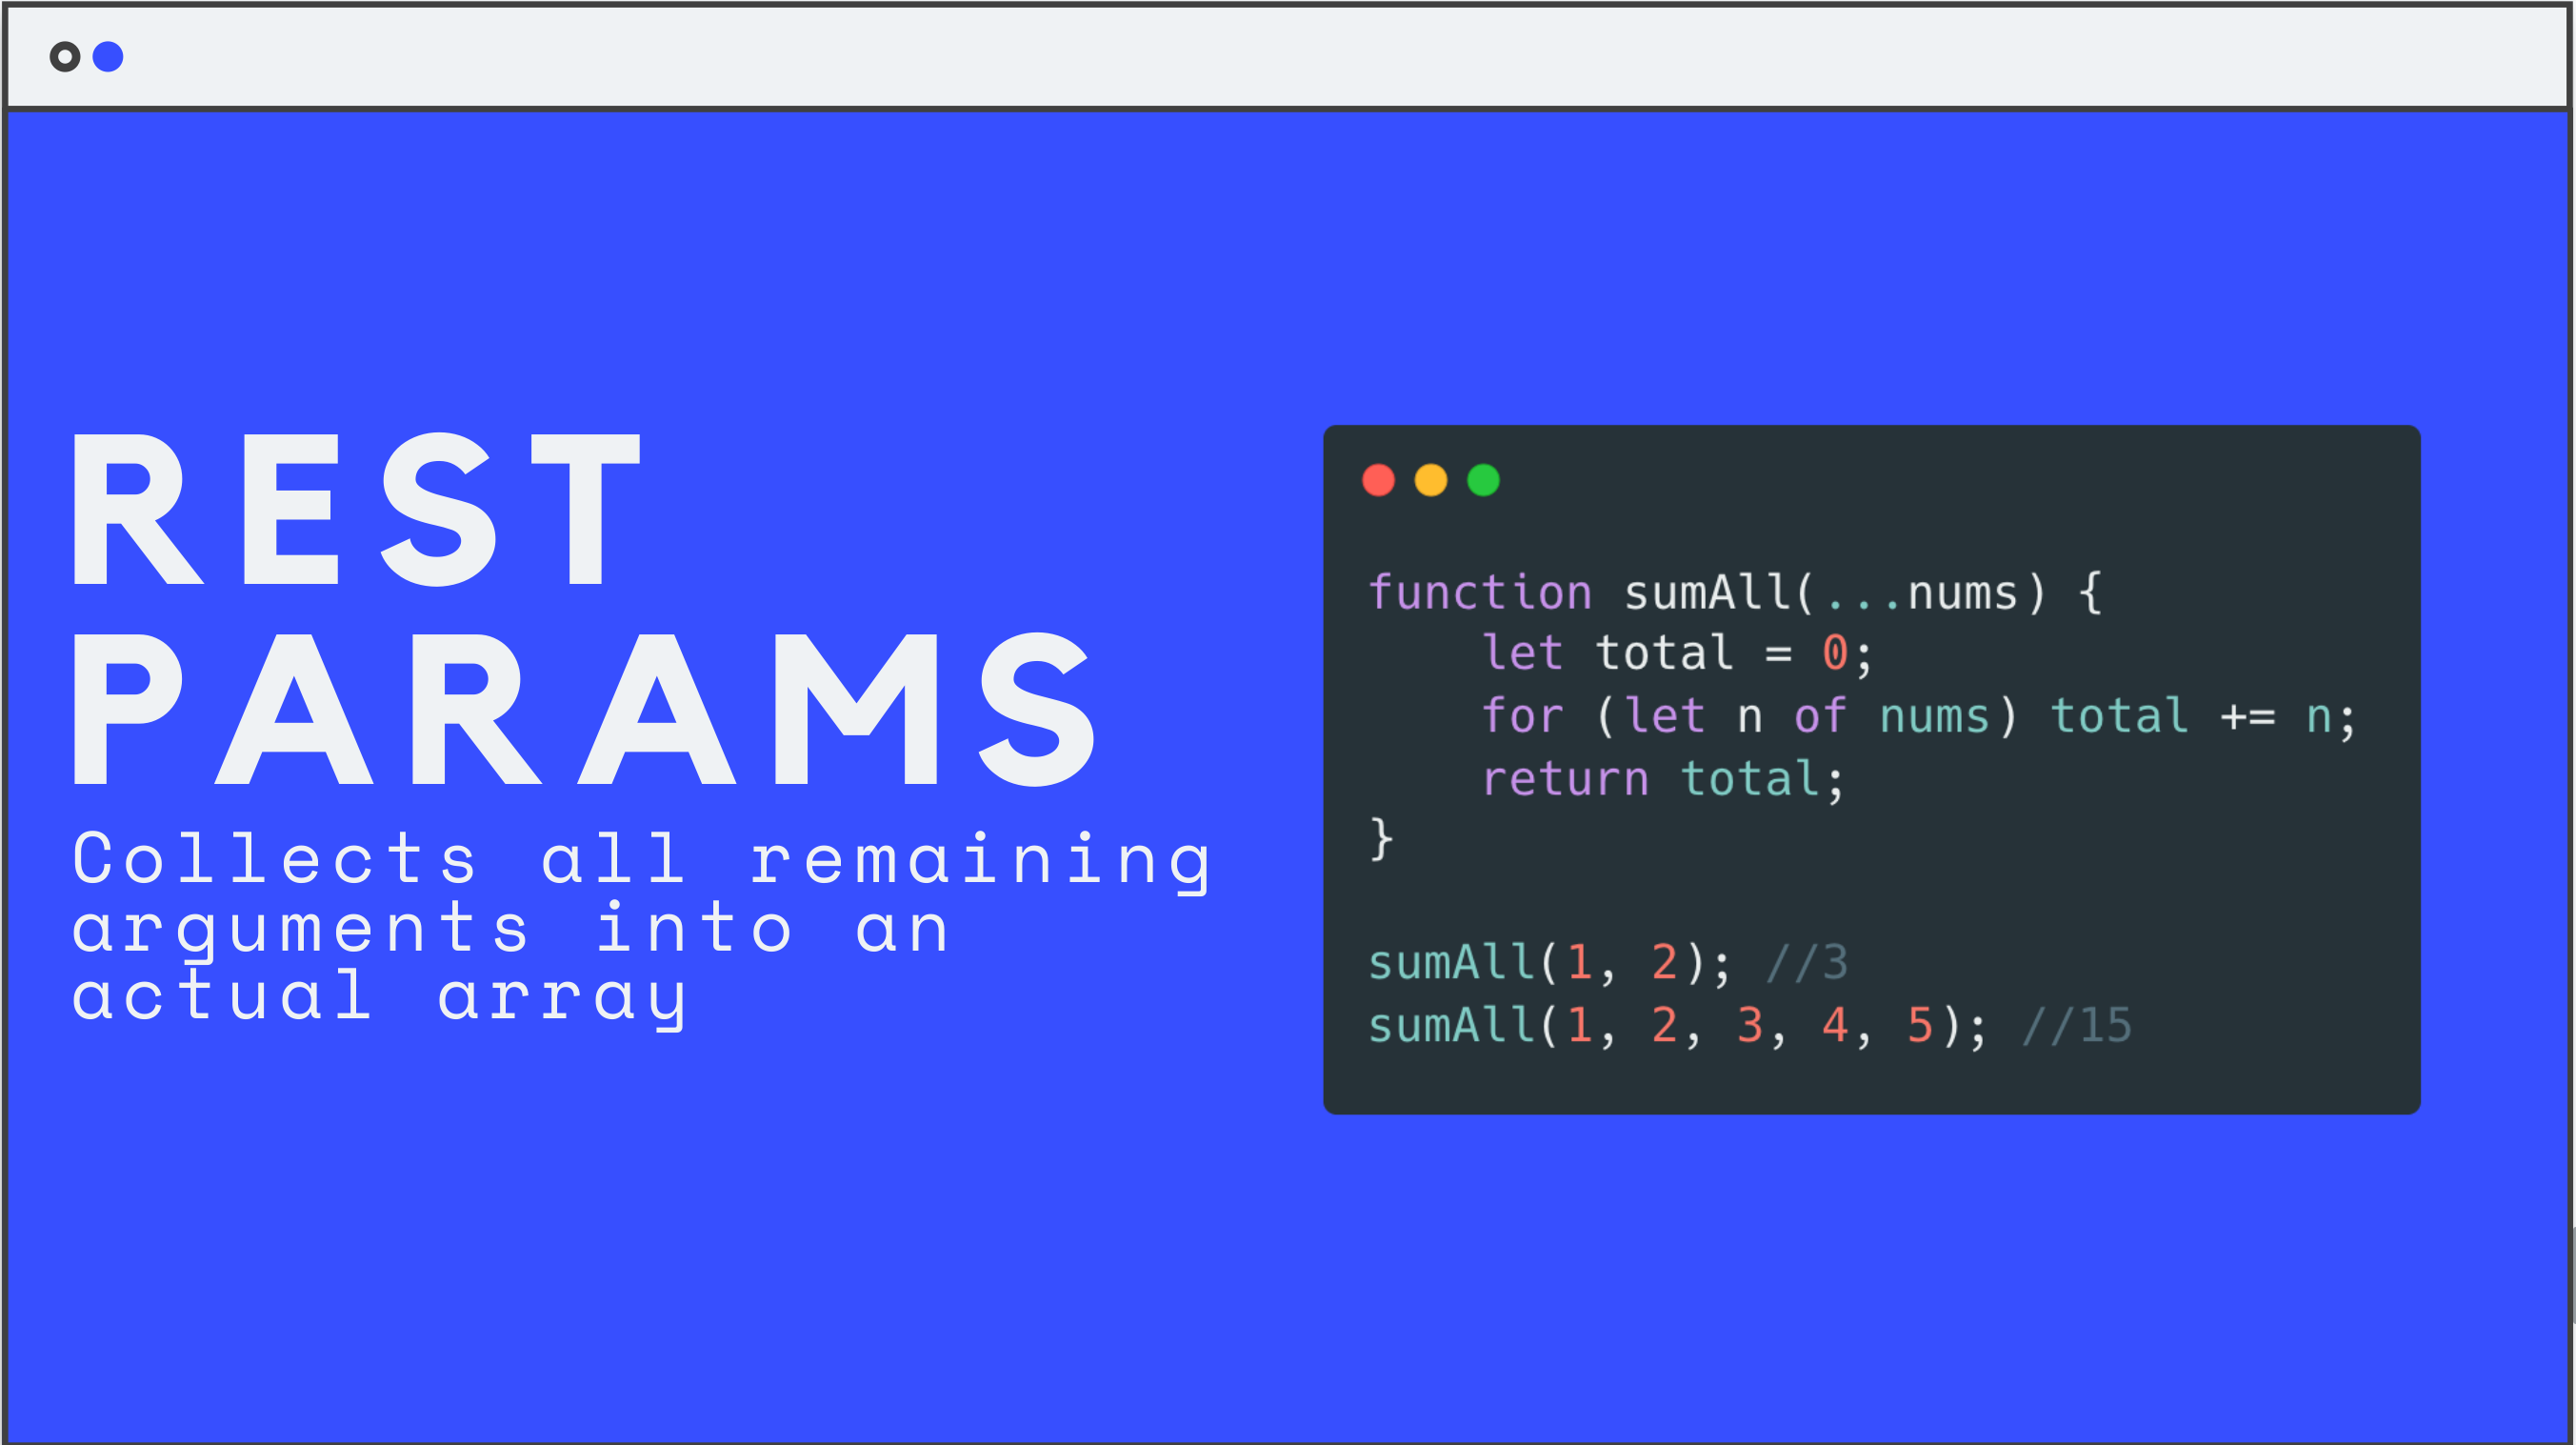 REST
PARAMS
Collects all remaining
arguments into an
actual array
function sumAll(...nums) {
    let total = 0;
    for (let n of nums) total += n;
    return total;
}
sumAll(1, 2); //3
sumAll(1, 2, 3, 4, 5); //15